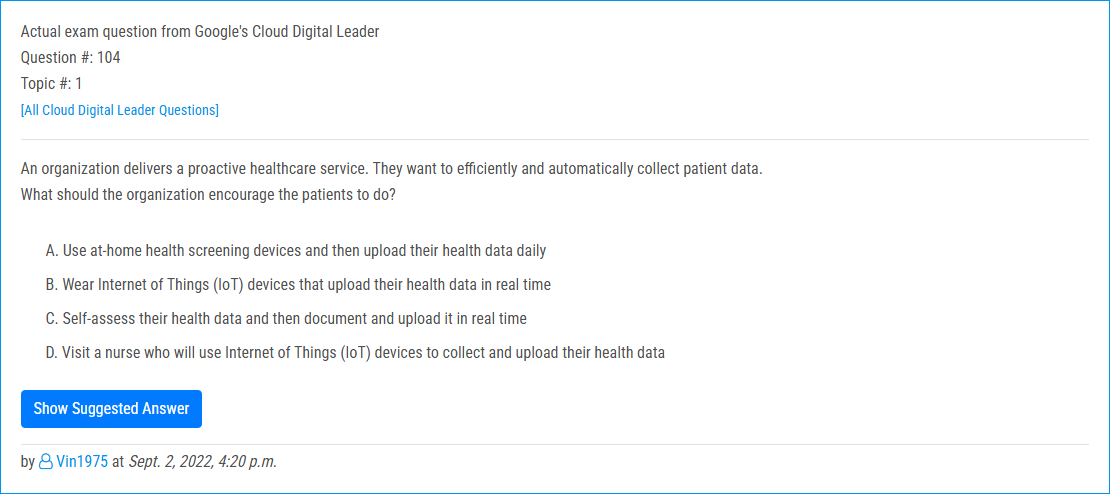 Actual exam question from Google's Cloud Digital Leader
Question #: 104
Topic #: 1
[All Cloud Digital Leader Questions]
An organization delivers a proactive healthcare service. They want to efficiently and automatically collect patient data.
What should the organization encourage the patients to do?
A. Use at-home health screening devices and then upload their health data daily
B. Wear Internet of Things (IoT) devices that upload their health data in real time
C. Self-assess their health data and then document and upload it in real time
D. Visit a nurse who will use Internet of Things (IoT) devices to collect and upload their health data
Show Suggested Answer
by Vin1975 at Sept. 2, 2022, 4:20 p.m.